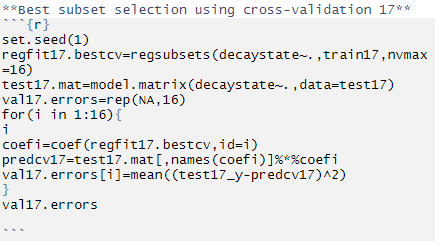 **Best subset selection using cross-validation 17**
```{r}
set.seed(1)
regfit17.bestcv=regsubsets(decaystate~.,train17,nvmax
=16)
test17.mat=model.matrix(decaystate~.,data=test17)
val17.errors=rep(NA,16)
for(i in 1:16){
i
coefi=coef(regfit17.bestcv,id=i)
predcv17=test17.mat[,names(coefi)]%*%coefi
val17.errors[i]=mean((test17_y-predcv17)^2)
}
val17.errors
```